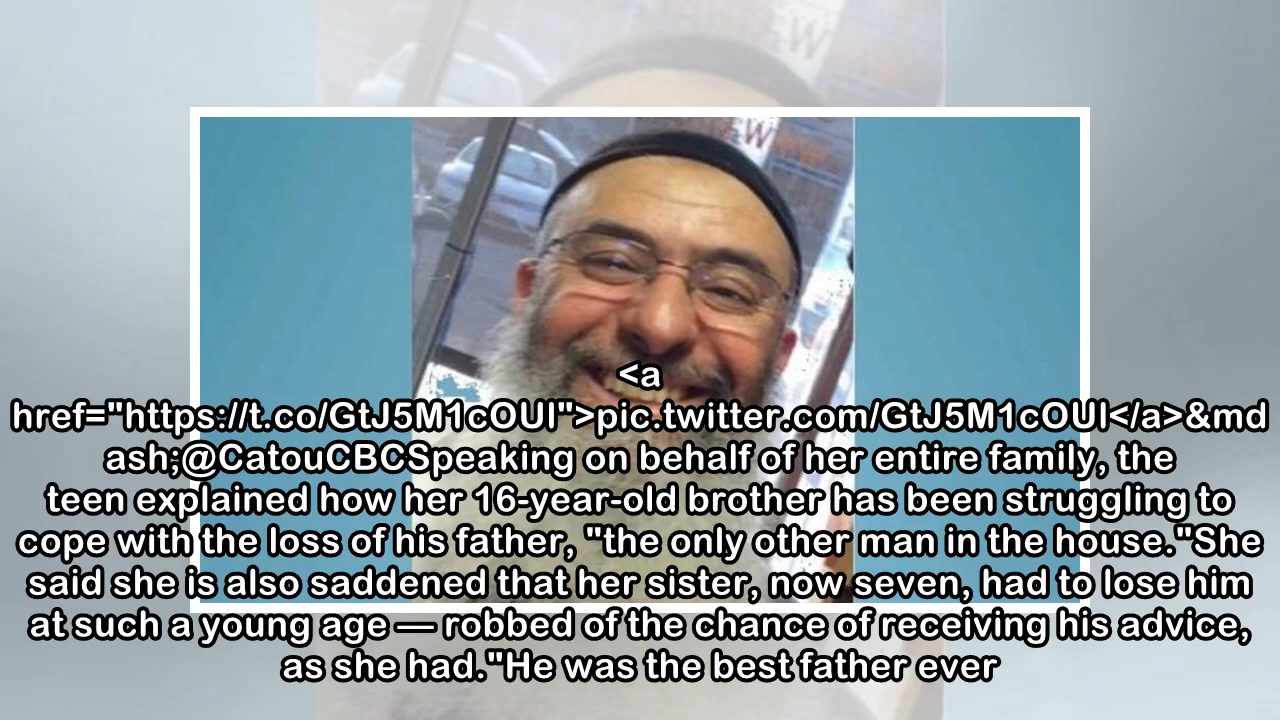 <a
href="https://t.co/GtJ5M1cOUI">pic.twitter.com/GtJ5M1cOUI</a>&md
ash;@CatouCBCSpeaking on behalf of her entire family, the
teen explained how her 16-year-old brother has been struggling to
cope with the loss of his father, "the only other man in the house."She
said she is also saddened that her sister, now seven, had to lose him
at such a young age — robbed of the chance of receiving his advice,
as she had."He was the best father ever